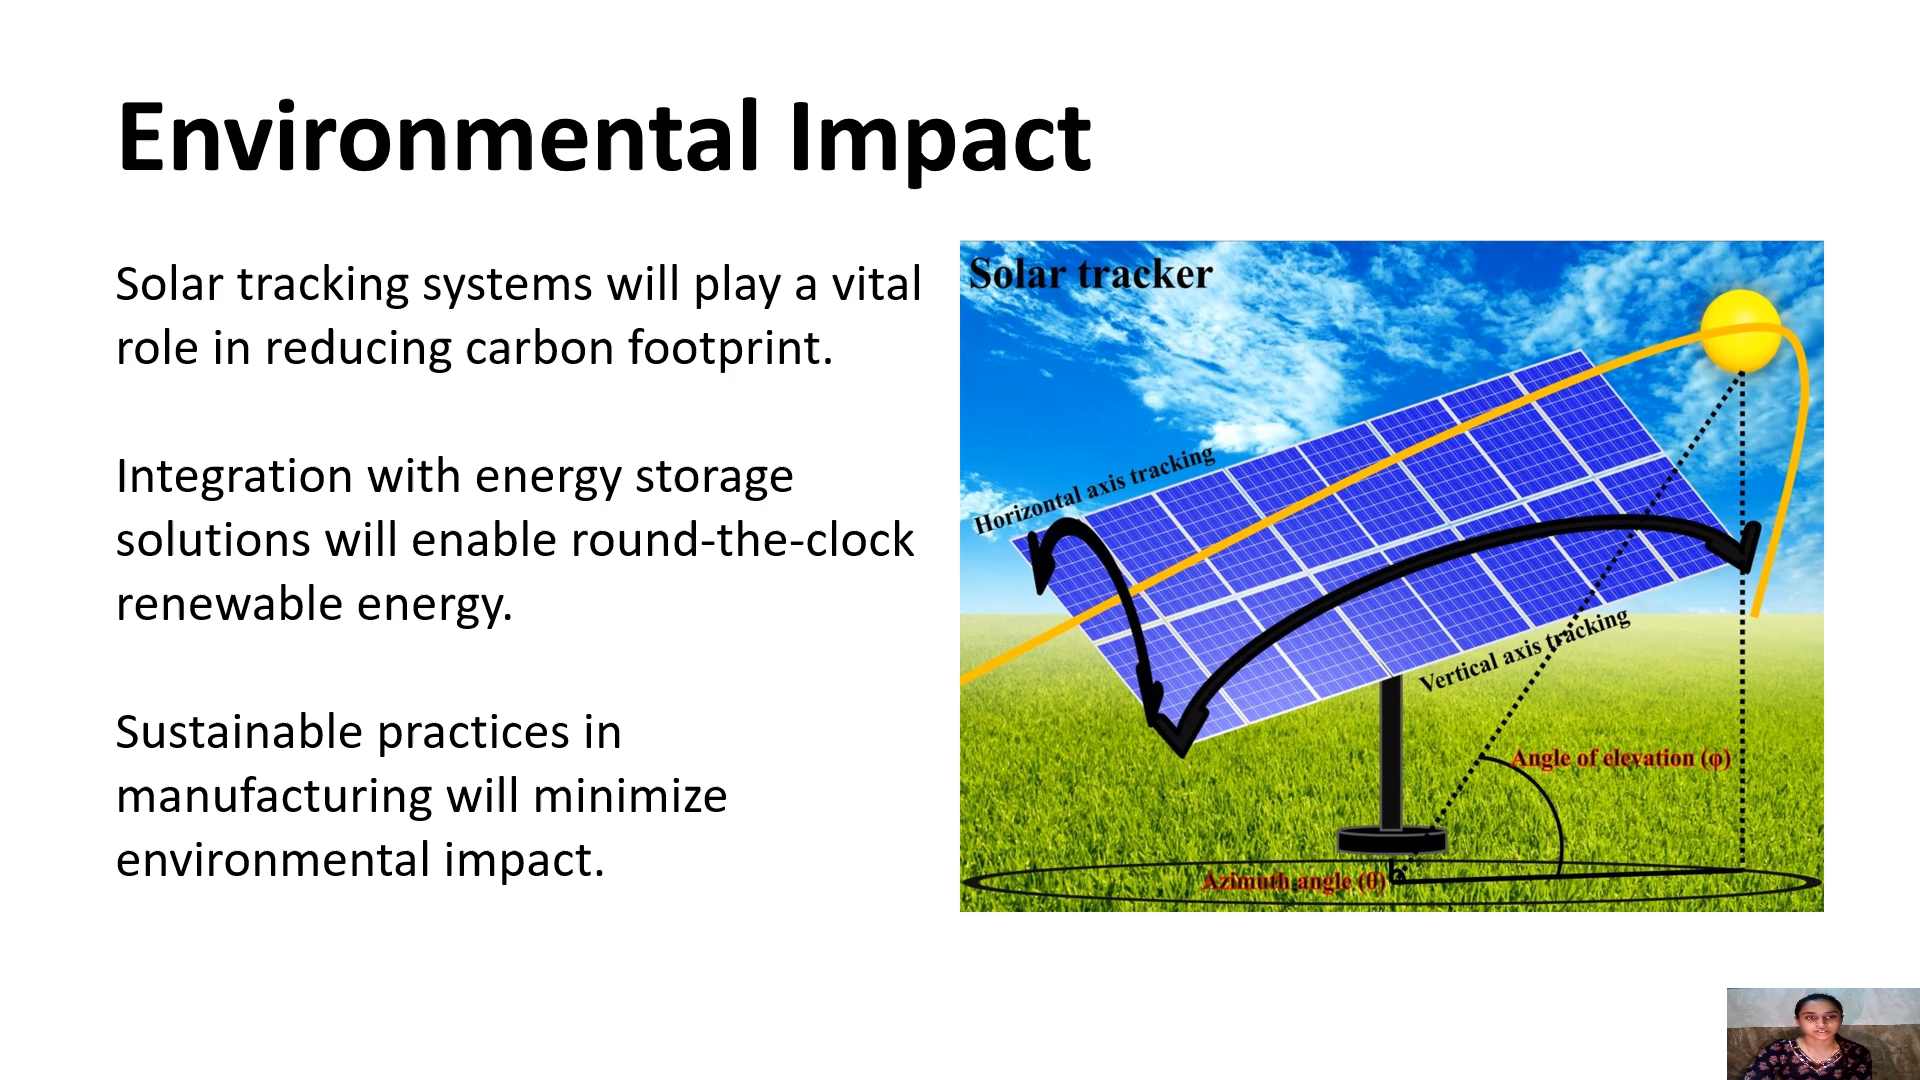 Environmental Impact
Solar tracking systems will play a vital
role in reducing carbon footprint.
Integration with energy storage
solutions will enable round-the-clock
renewable energy.
Sustainable practices in
manufacturing will minimize
environmental impact.
Solar tracker
Horizontal axis tracking
Vertical axis tracking
Angle of elevation (φ)
Azimuth angle (θ)